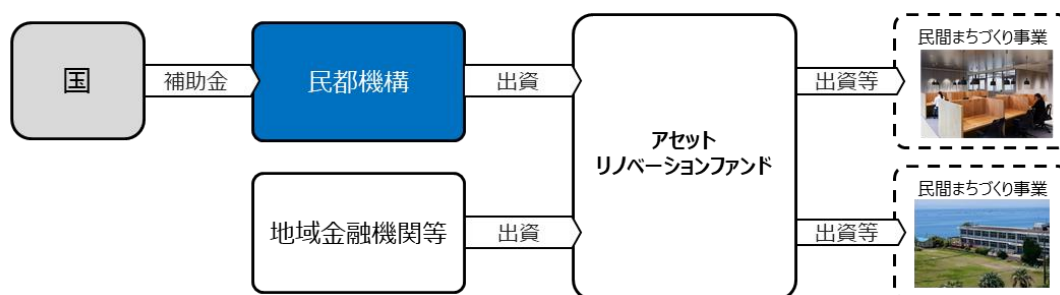 国
補助金
民都機構
出資
アセット
リノベーションファンド
出資等
民間まちづくり事業
地域金融機関等
出資
出資等
民間まちづくり事業